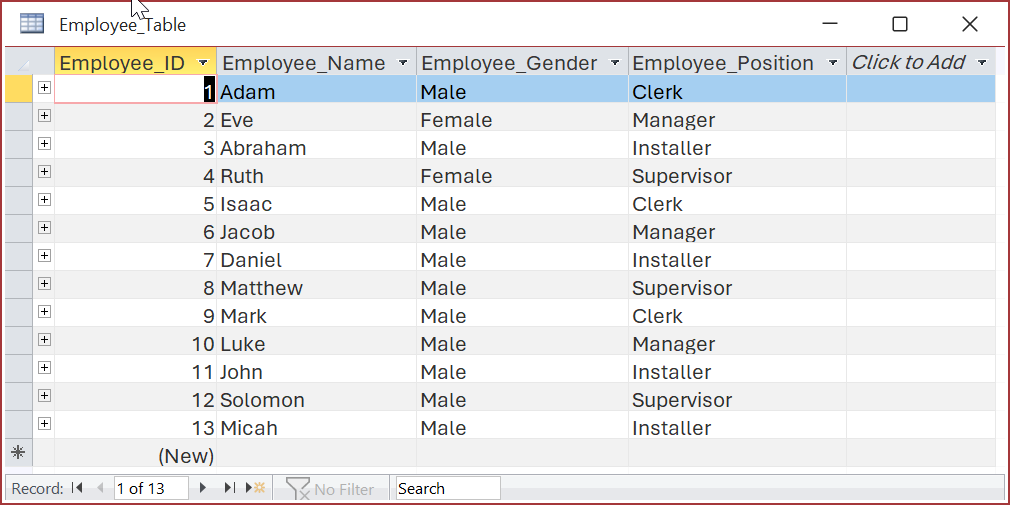 Employee_Table
Employee_ID Employee_Name Employee_Gender Employee_Position Click to Add
1 Adam Male Clerk
2 Eve Female Manager
3 Abraham Male Installer
4 Ruth Female Supervisor
5 Isaac Male Clerk
6 Jacob Male Manager
7 Daniel Male Installer
8 Matthew Male Supervisor
9 Mark Male Clerk
10 Luke Male Manager
11 John Male Installer
12 Solomon Male Supervisor
13 Micah Male Installer
(New)
Record: 1 of 13 No Filter Search